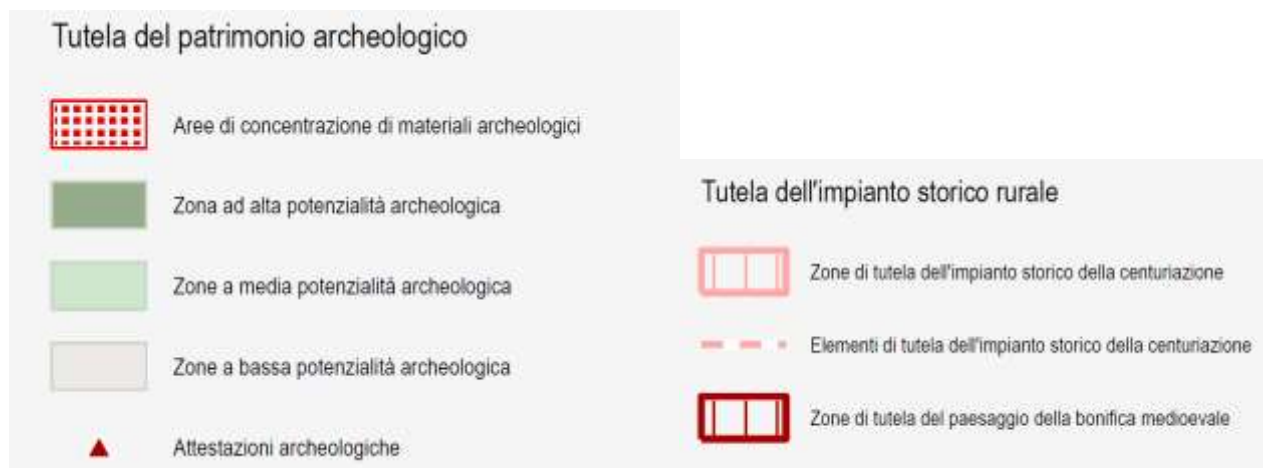 Tutela del patrimonio archeologico
Aree di concentrazione di materiali archeologici
Zona ad alta potenzialità archeologica
Zone a media potenzialità archeologica
Zone a bassa potenzialità archeologica
Attestazioni archeologiche
Tutela dell'impianto storico rurale
Zone di tutela dell'impianto storico della centuriazione
Elementi di tutela dell'impianto storico della centuriazione
Zone di tutela del paesaggio della bonifica medioevale